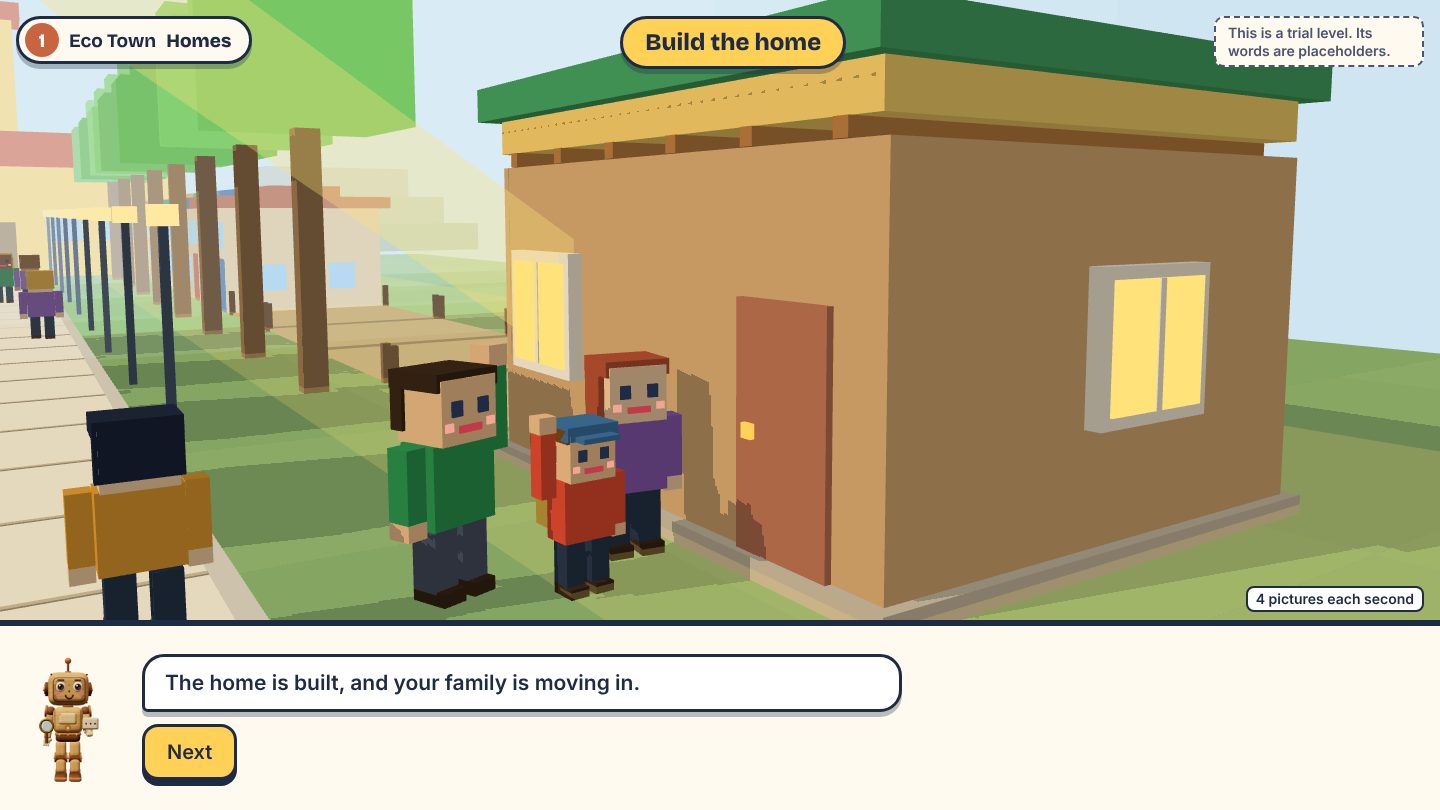 1 Eco Town Homes
Build the home
This is a trial level. Its
words are placeholders.
4 pictures each second
The home is built, and your family is moving in.
Next